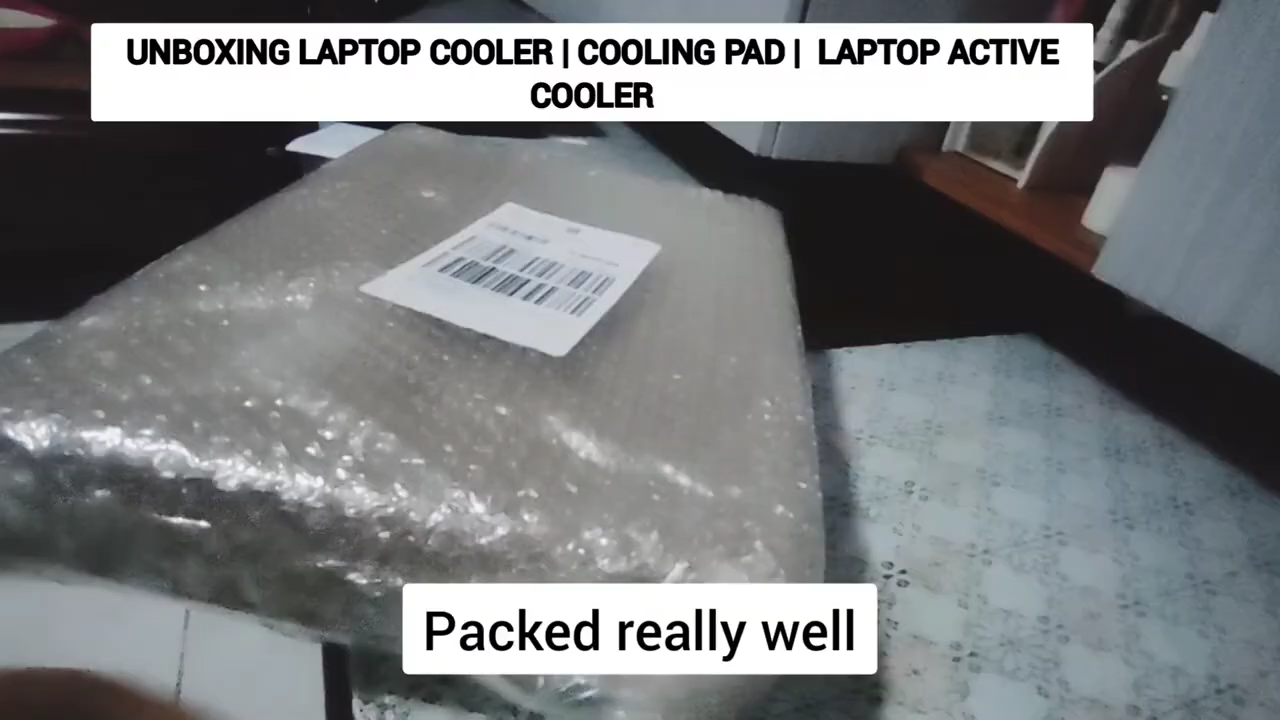 UNBOXING LAPTOP COOLER | COOLING PAD | LAPTOP ACTIVE
COOLER
Packed really well